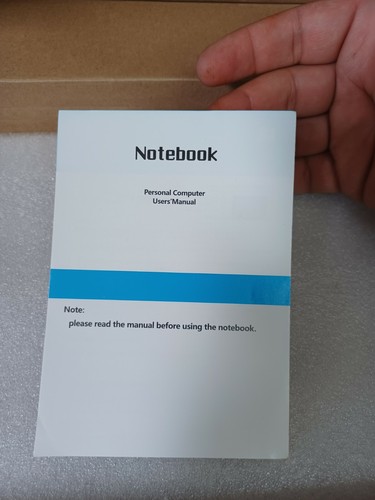 Notebook
Personal Computer
Users'Manual
Note:
please read the manual before using the notebook.